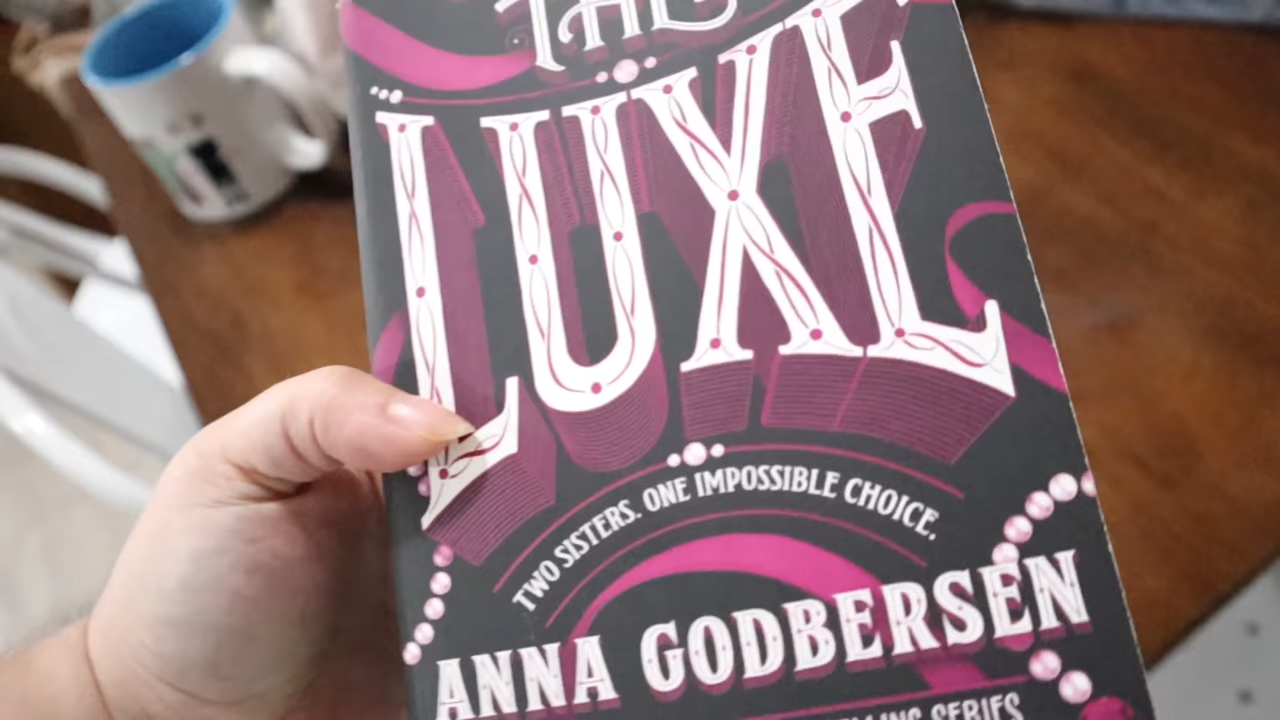 THE
LUXE
TWO SISTERS. ONE IMPOSSIBLE CHOICE.
ANNA GODBERSEN
SERIES